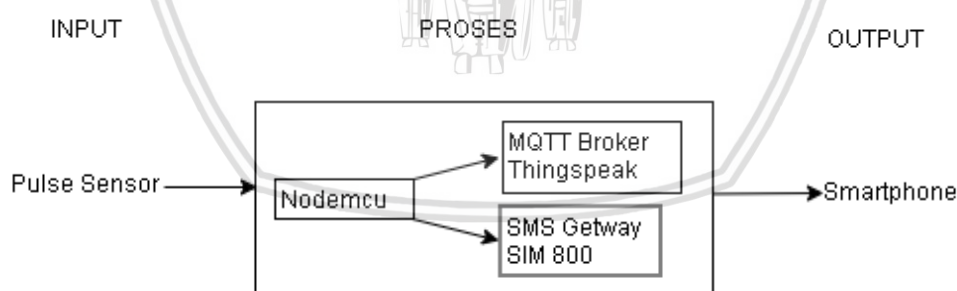 INPUT
PROSES
OUTPUT
Pulse Sensor
Nodemcu
MQTT Broker
Thingspeak
SMS Getway
SIM 800
Smartphone